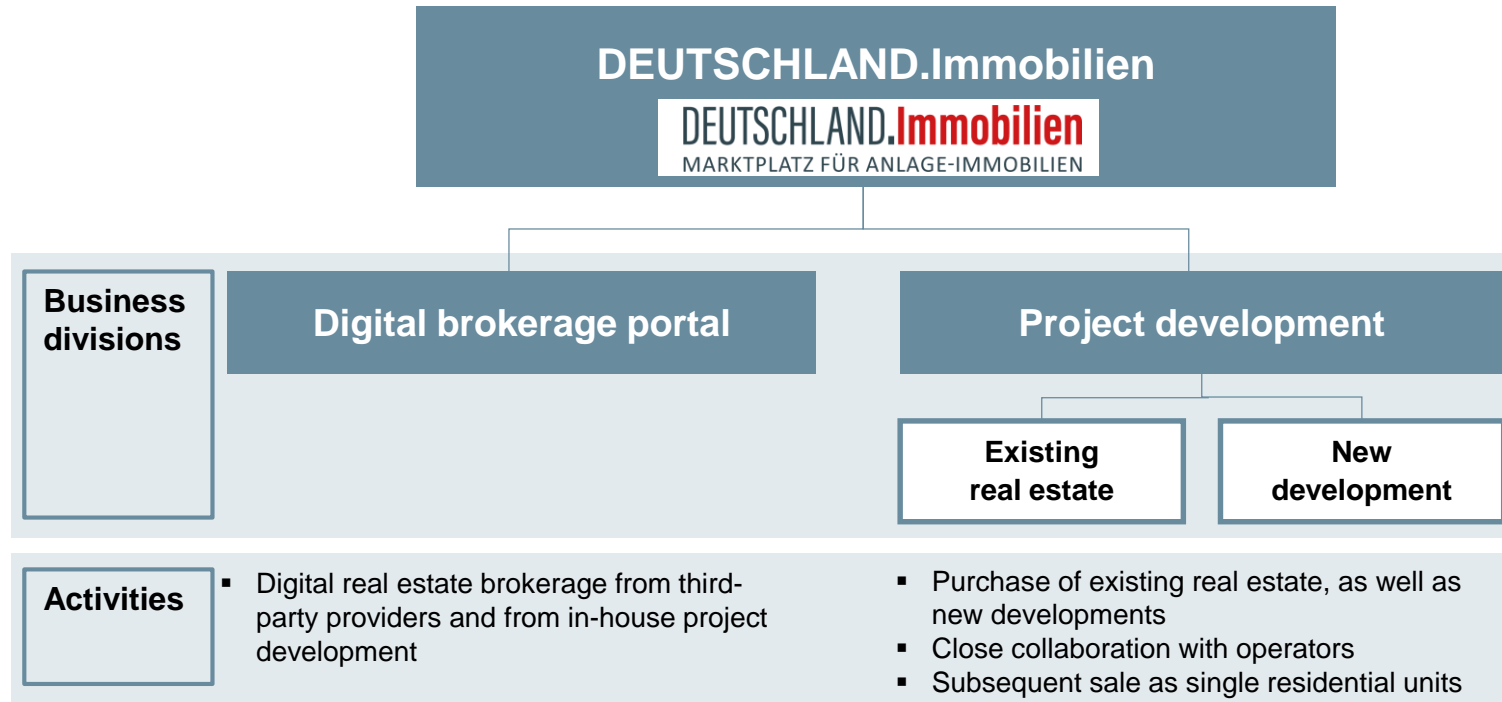 DEUTSCHLAND.Immobilien
DEUTSCHLAND.Immobilien
MARKTPLATZ FÜR ANLAGE-IMMOBILIEN
Business
divisions
Digital brokerage portal
Project development
Existing
real estate
New
development
Activities
▪ Digital real estate brokerage from third-
party providers and from in-house project
development
▪ Purchase of existing real estate, as well as
new developments
▪ Close collaboration with operators
▪ Subsequent sale as single residential units